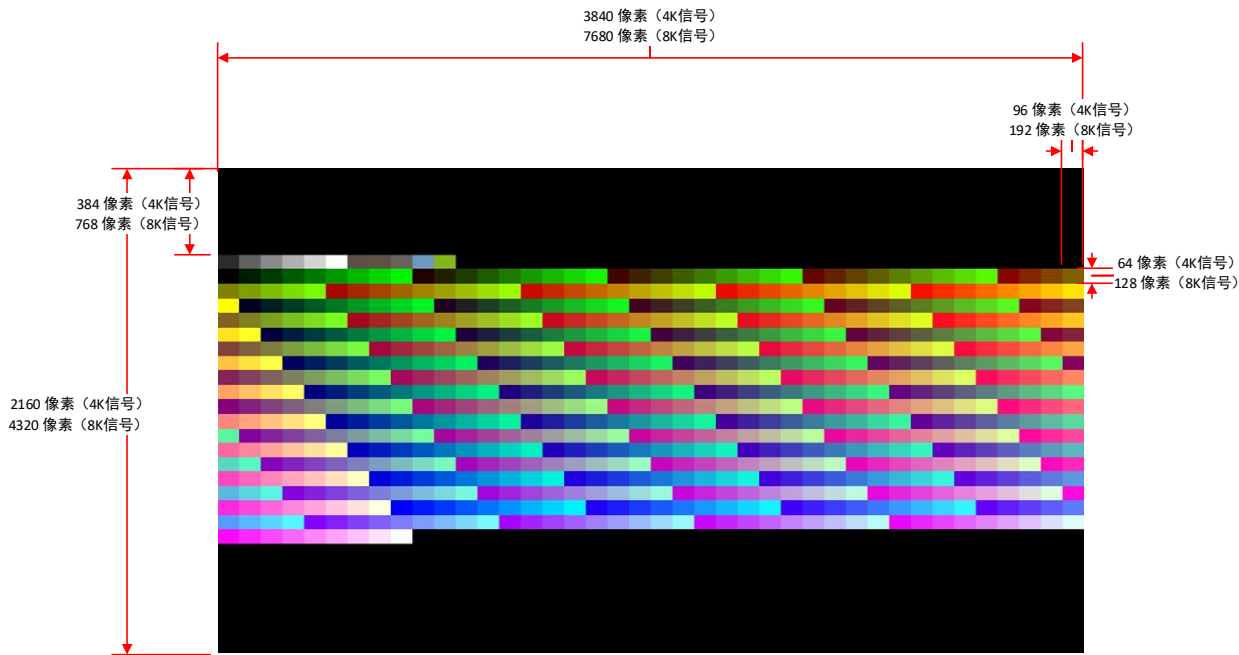 3840 像素（4K信号）
7680 像素（8K信号）
96 像素（4K信号）
192 像素（8K信号）
384 像素（4K信号）
768 像素（8K信号）
64 像素（4K信号）
128 像素（8K信号）
2160 像素（4K信号）
4320 像素（8K信号）